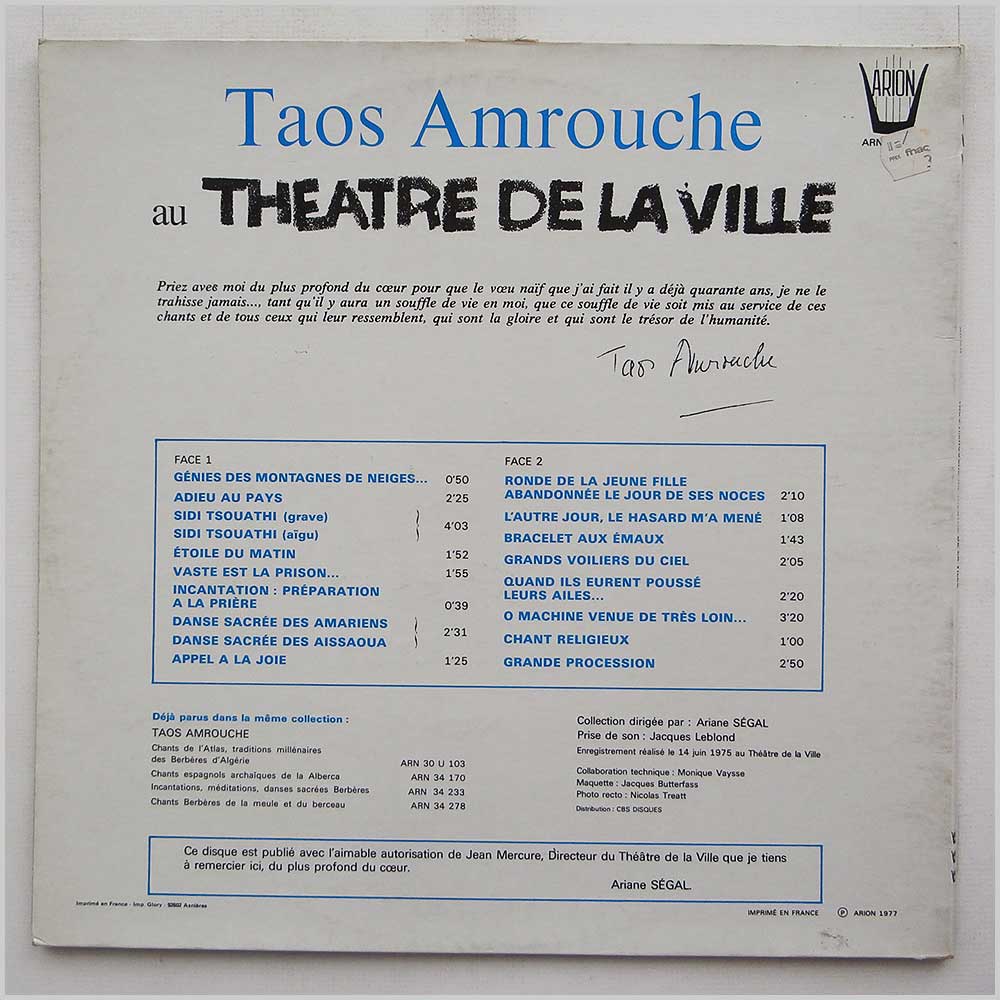 ARION
ARN
Taos Amrouche
fnac
au THEATRE DE LA VILLE
Priez avec moi du plus profond du cœur pour que le vœu naïf que j'ai fait il y a déjà quarante ans, je ne le
trahisse jamais..., tant qu'il y aura un souffle de vie en moi, que ce souffle de vie soit mis au service de ces
chants et de tous ceux qui leur ressemblent, qui sont la gloire et qui sont le trésor de l'humanité.
Taos Amrouche
FACE 1
GÉNIES DES MONTAGNES DE NEIGES... 0'50
ADIEU AU PAYS 2'25
SIDI TSOUATHI (grave)
SIDI TSOUATHI (aïgu) 4'03
ÉTOILE DU MATIN 1'52
VASTE EST LA PRISON... 1'55
INCANTATION : PRÉPARATION
A LA PRIÈRE 0'39
DANSE SACRÉE DES AMARIENS
DANSE SACRÉE DES AISSAOUA 2'31
APPEL A LA JOIE 1'25
FACE 2
RONDE DE LA JEUNE FILLE
ABANDONNÉE LE JOUR DE SES NOCES 2'10
L'AUTRE JOUR, LE HASARD M'A MENÉ 1'08
BRACELET AUX ÉMAUX 1'43
GRANDS VOILIERS DU CIEL 2'05
QUAND ILS EURENT POUSSÉ
LEURS AILES... 2'20
O MACHINE VENUE DE TRÈS LOIN... 3'20
CHANT RELIGIEUX 1'00
GRANDE PROCESSION 2'50
Déjà parus dans la même collection :
TAOS AMROUCHE
Chants de l'Atlas, traditions millénaires
des Berbères d'Algérie ARN 30 U 103
Chants espagnols archaïques de la Alberca ARN 34 170
Incantations, méditations, danses sacrées Berbères ARN 34 233
Chants Berbères de la meule et du berceau ARN 34 278
Collection dirigée par : Ariane SÉGAL
Prise de son : Jacques Leblond
Enregistrement réalisé le 14 juin 1975 au Théâtre de la Ville
Collaboration technique : Monique Vaysse
Maquette : Jacques Butterfass
Photo recto : Nicolas Treatt
Distribution : CBS DISQUES
Ce disque est publié avec l'aimable autorisation de Jean Mercure, Directeur du Théâtre de la Ville que je tiens
à remercier ici, du plus profond du cœur.
Ariane SÉGAL.
Imprimé en France - Imp. Glory - 92602 Asnières
IMPRIMÉ EN FRANCE Ⓟ ARION 1977